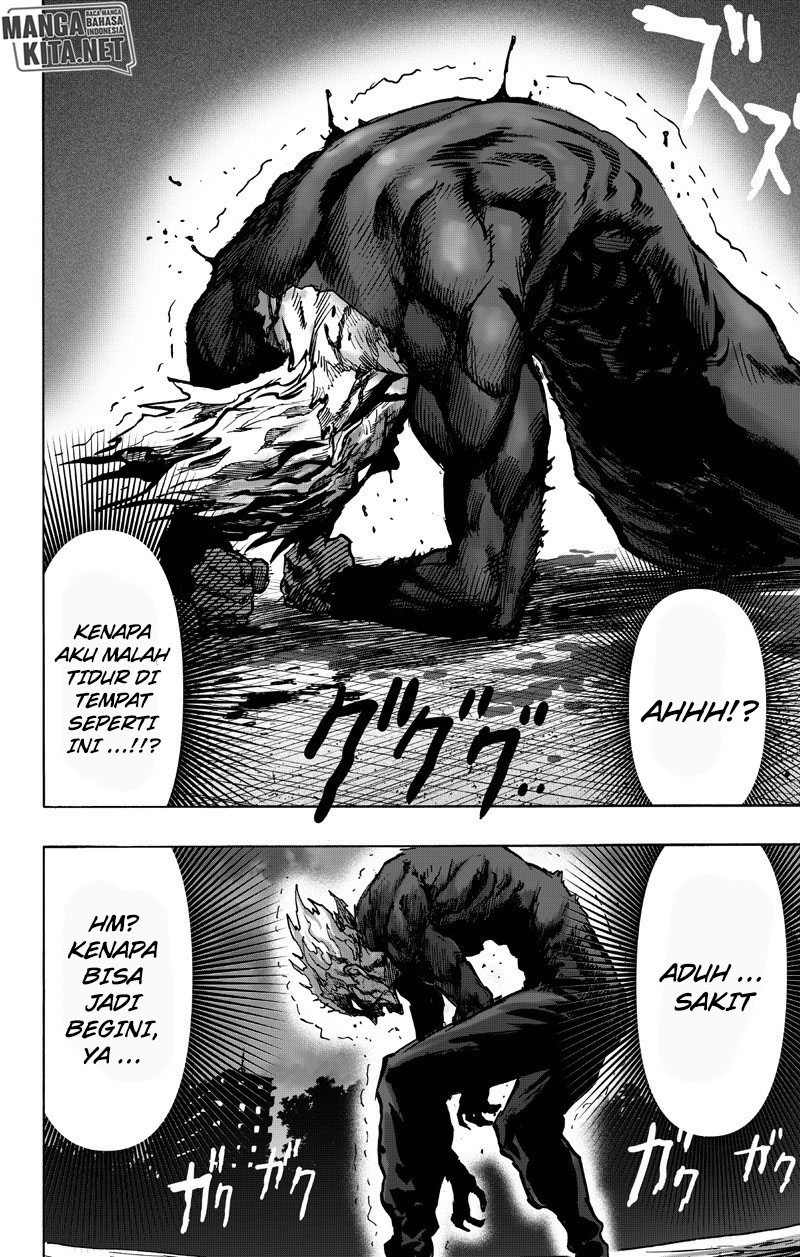 MANGA
KITA.NET
BACA MANGA
BAHASA
INDONESIA
ズ
ズ
AHHH!?
KENAPA
AKU MALAH
TIDUR DI
TEMPAT
SEPERTI
INI ...!!?
グググ..
ADUH ...
SAKIT
HM?
KENAPA
BISA
JADI
BEGINI,
YA ...
ガク
ガク
ガク
ガク